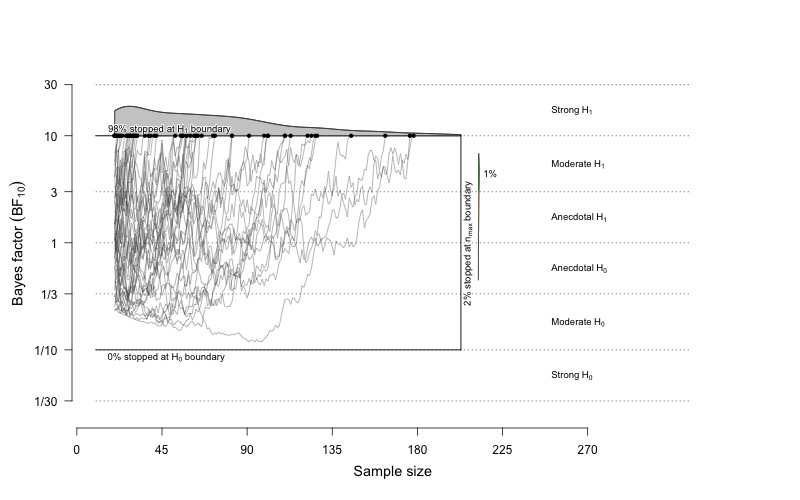 30
Strong H₁
98% stopped at H₁ boundary
10
Moderate H₁
1%
3
Anecdotal H₁
1
Anecdotal H₀
1/3
Moderate H₀
1/10
0% stopped at H₀ boundary
Strong H₀
1/30
Bayes factor (BF₁₀)
2% stopped at nₘₐₓ boundary
0 45 90 135 180 225 270
Sample size